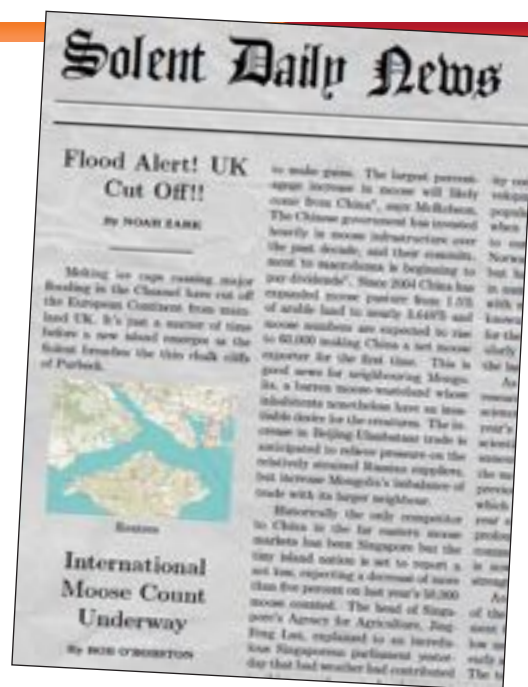 Solent Daily News
Flood Alert! UK
Cut Off!!
By NOAH ZARK
Melting ice caps causing major
flooding in the Channel have cut off
the European Continent from main-
land UK. It's just a matter of time
before a new island emerges as the
Solent breaches the thin chalk cliffs
of Purbeck.
Reuters
International
Moose Count
Underway
By BOB O'BOBSTON
to make gains. The largest percent-
agage increase in moose will likely
come from China", says McRobson.
The Chinese government has invested
heavily in moose infrastructure over
the past decade, and their commit-
ment to macrofauna is beginning to
pay dividends". Since 2004 China has
expanded moose pasture from 1.5%
of arable land to nearly 3.648% and
moose numbers are expected to rise
to 60,000 making China a net moose
exporter for the first time. This is
good news for neighbouring Mongo-
lia, a barren moose-wasteland whose
inhabitants nonetheless have an insa-
tiable desire for the creatures. The in-
crease in Beijing-Ulanbataar trade is
anticipated to relieve pressure on the
relatively strained Russian suppliers,
but increase Mongolia's imbalance of
trade with its larger neighbour.
Historically the only competitor
to China in the far eastern moose
markets has been Singapore but the
tiny island nation is set to report a
net loss, expecting a decrease of more
than five percent on last year's 50,000
moose counted. The head of Singa-
pore's Agency for Agriculture, Jing-
Feng Lau, explained to an incredu-
lous Singaporean parliament yester-
day that bad weather had contributed